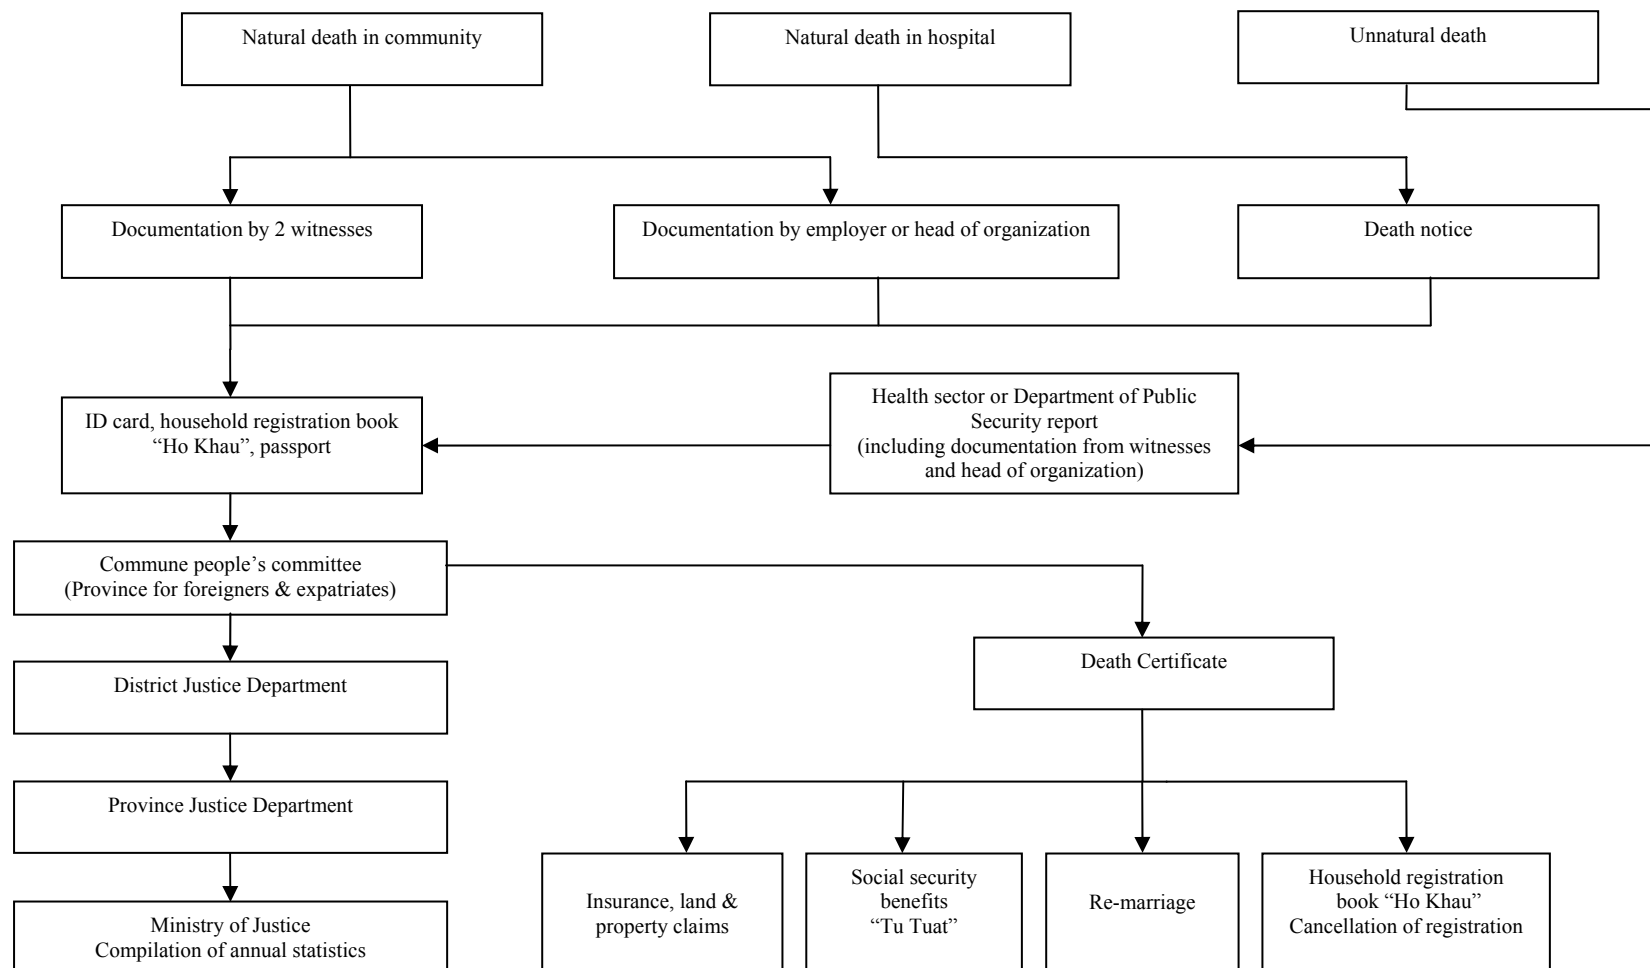 Natural death in community
Natural death in hospital
Unnatural death
Documentation by 2 witnesses
Documentation by employer or head of organization
Death notice
Health sector or Department of Public
Security report
(including documentation from witnesses
and head of organization)
ID card, household registration book
“Ho Khau”, passport
Commune people’s committee
(Province for foreigners & expatriates)
Death Certificate
District Justice Department
Province Justice Department
Ministry of Justice
Compilation of annual statistics
Insurance, land &
property claims
Social security
benefits
“Tu Tuat”
Re-marriage
Household registration
book “Ho Khau”
Cancellation of registration